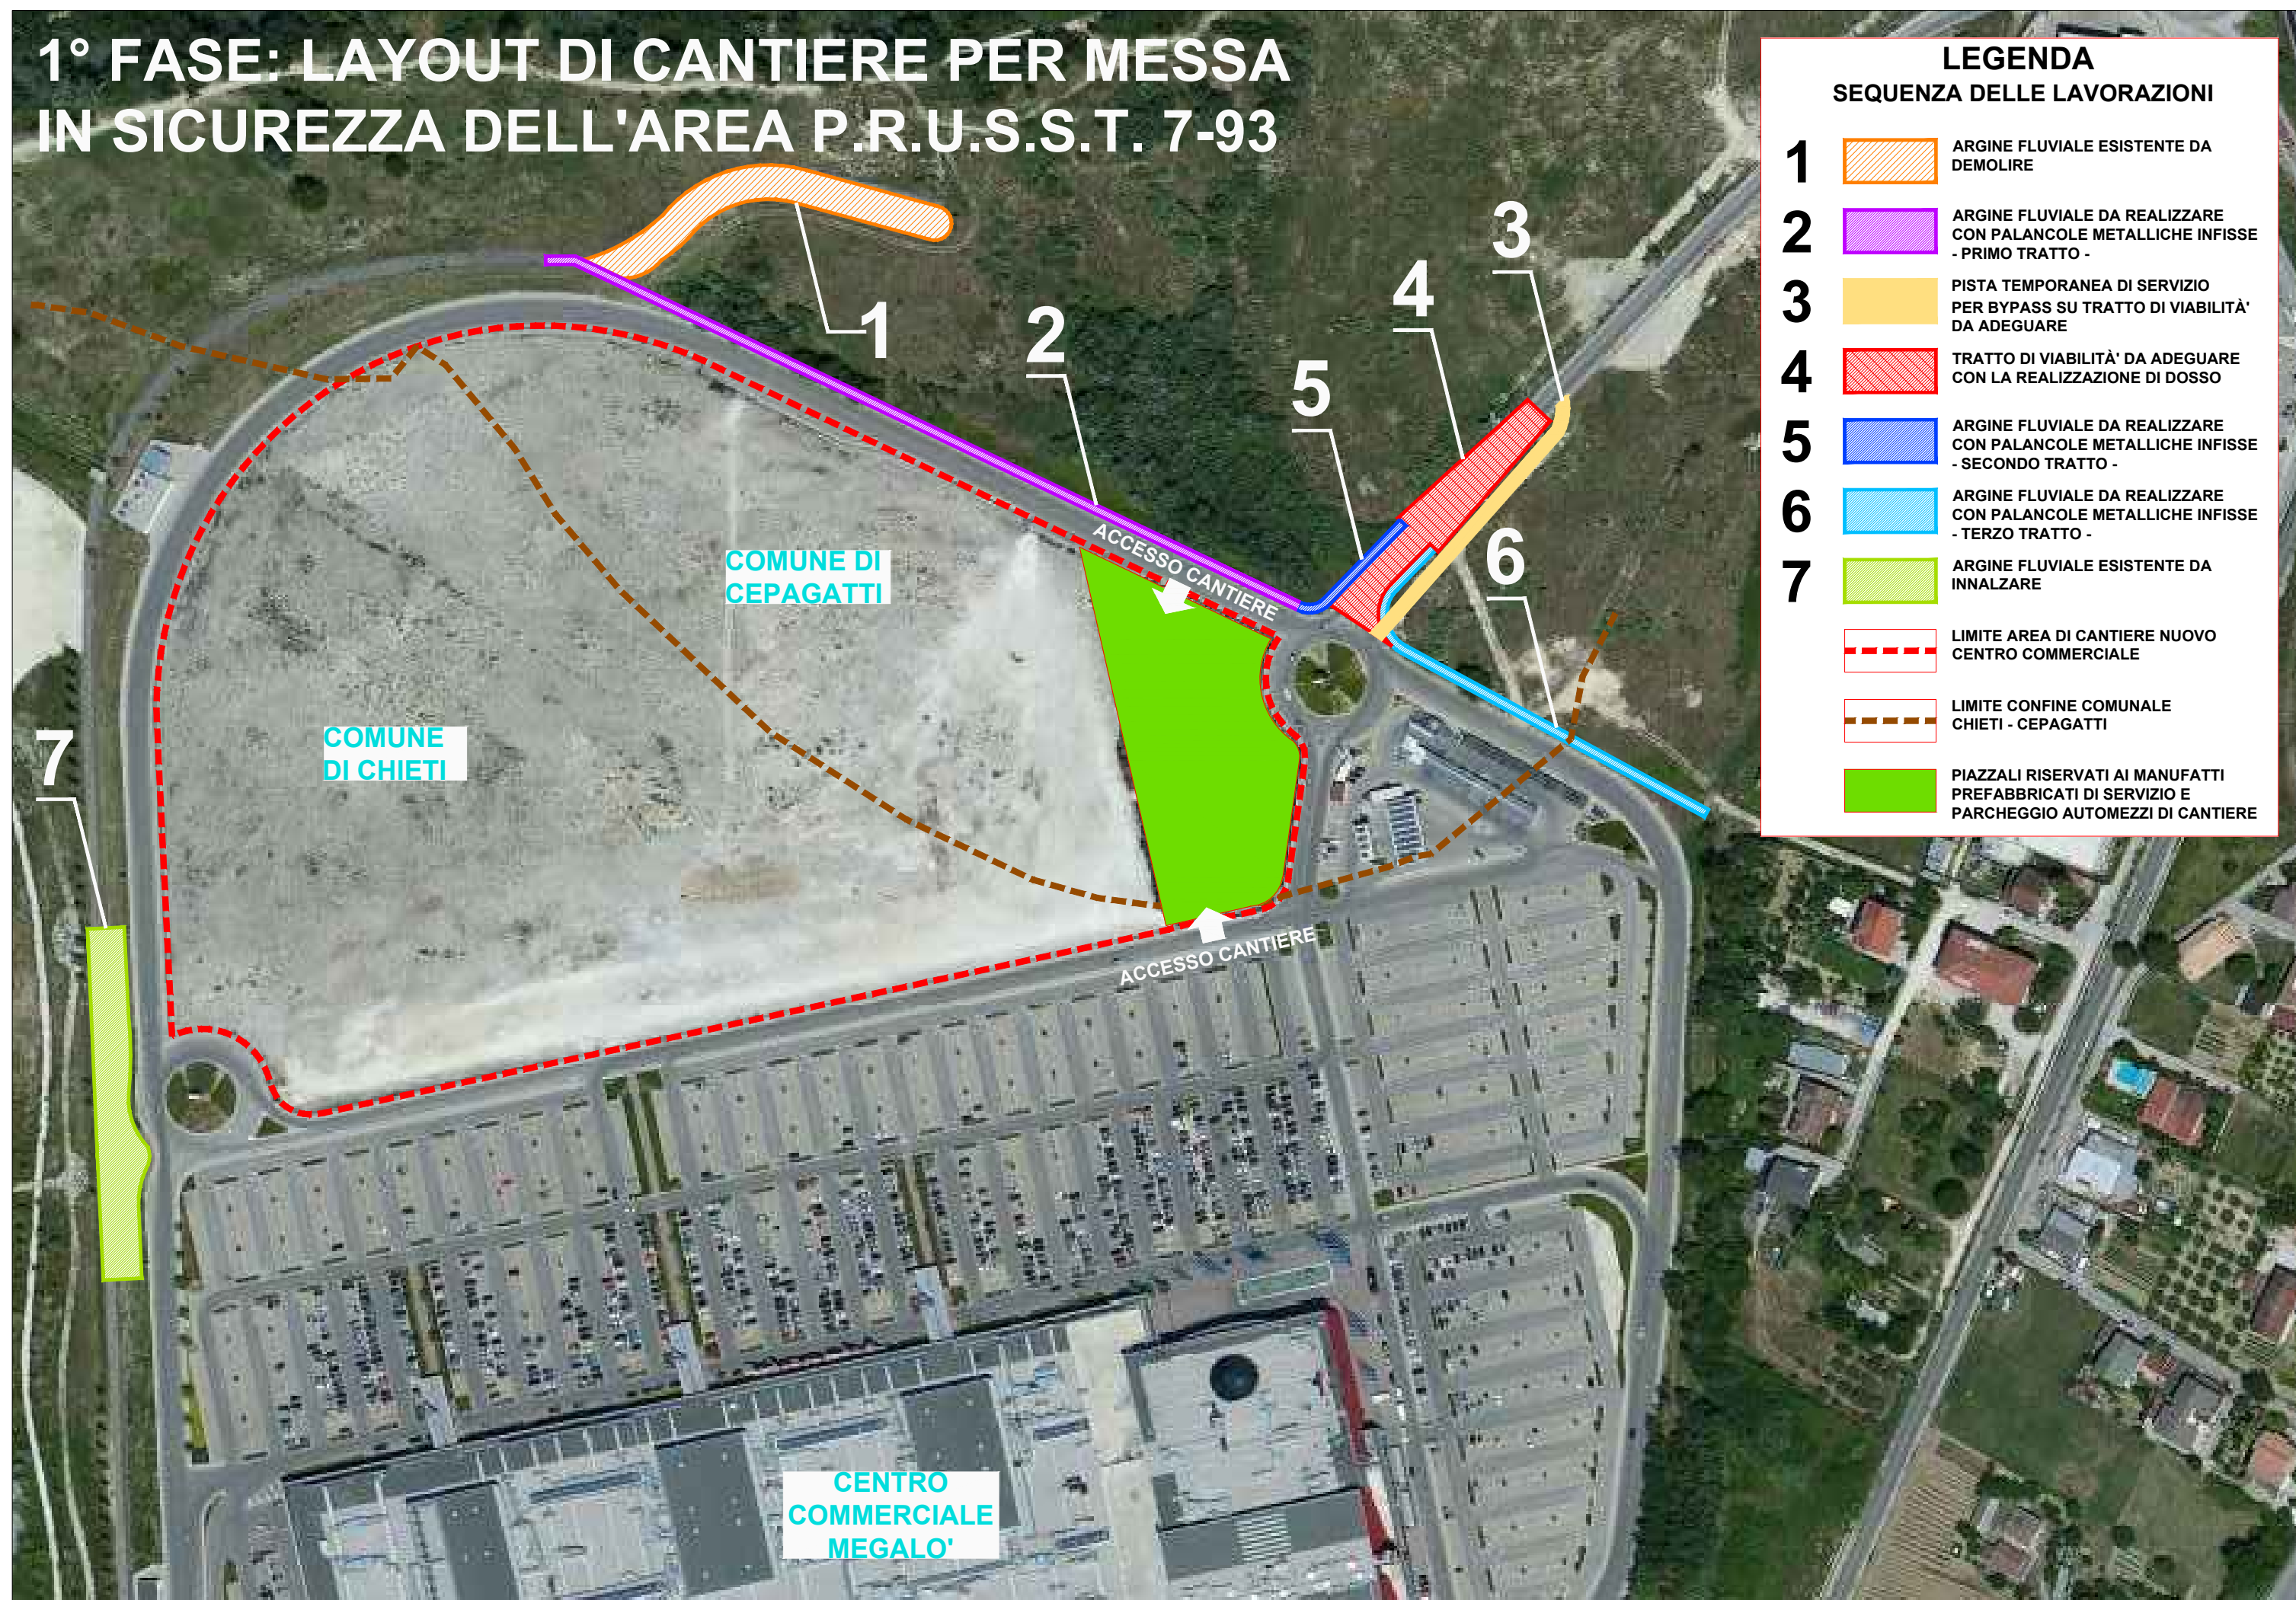 1° FASE: LAYOUT DI CANTIERE PER MESSA
IN SICUREZZA DELL'AREA P.R.U.S.S.T. 7-93
LEGENDA
SEQUENZA DELLE LAVORAZIONI
1
ARGINE FLUVIALE ESISTENTE DA
DEMOLIRE
2
ARGINE FLUVIALE DA REALIZZARE
CON PALANCOLE METALLICHE INFISSE
- PRIMO TRATTO -
3
PISTA TEMPORANEA DI SERVIZIO
PER BYPASS SU TRATTO DI VIABILITÀ'
DA ADEGUARE
4
TRATTO DI VIABILITÀ' DA ADEGUARE
CON LA REALIZZAZIONE DI DOSSO
5
ARGINE FLUVIALE DA REALIZZARE
CON PALANCOLE METALLICHE INFISSE
- SECONDO TRATTO -
6
ARGINE FLUVIALE DA REALIZZARE
CON PALANCOLE METALLICHE INFISSE
- TERZO TRATTO -
7
ARGINE FLUVIALE ESISTENTE DA
INNALZARE
LIMITE AREA DI CANTIERE NUOVO
CENTRO COMMERCIALE
LIMITE CONFINE COMUNALE
CHIETI - CEPAGATTI
PIAZZALI RISERVATI AI MANUFATTI
PREFABBRICATI DI SERVIZIO E
PARCHEGGIO AUTOMEZZI DI CANTIERE
3
4
1
2
5
6
ACCESSO CANTIERE
COMUNE DI
CEPAGATTI
COMUNE
DI CHIETI
7
ACCESSO CANTIERE
CENTRO
COMMERCIALE
MEGALO'